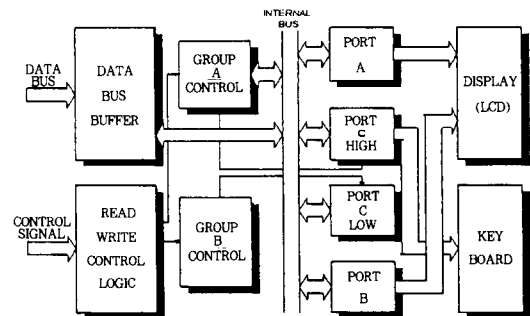 INTERNAL
BUS
DATA
BUS
DATA
BUS
BUFFER
GROUP
A
CONTROL
PORT
A
DISPLAY
(LCD)
PORT
C
HIGH
CONTROL
SIGNAL
READ
WRITE
CONTROL
LOGIC
GROUP
B
CONTROL
PORT
C
LOW
KEY
BOARD
PORT
B